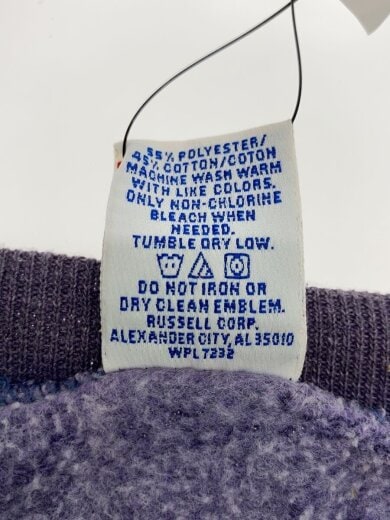 55% POLYESTER/
45% COTTON/COTON
MACHINE WASH WARM
WITH LIKE COLORS.
ONLY NON-CHLORINE
BLEACH WHEN
NEEDED.
TUMBLE DRY LOW.
DO NOT IRON OR
DRY CLEAN EMBLEM.
RUSSELL CORP.
ALEXANDER CITY, AL 35010
WPL 7232